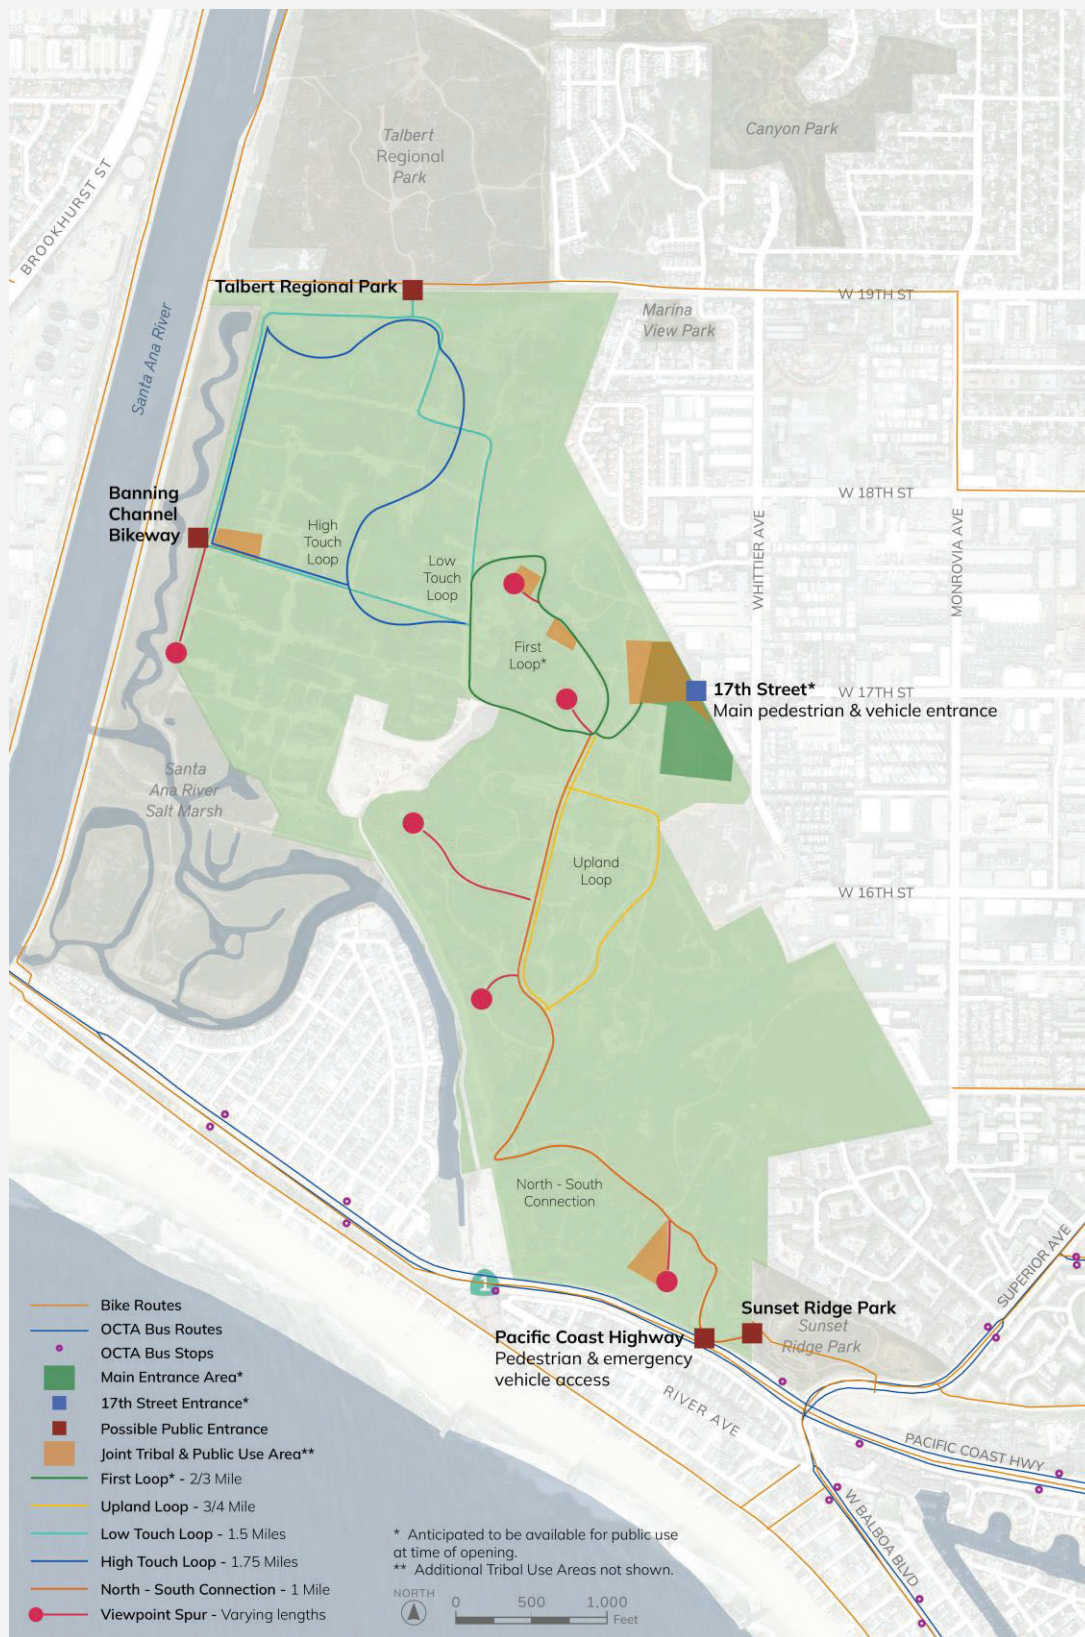 Talbert
Regional
Park
Canyon Park
BROOKHURST ST
Talbert Regional Park
W 19TH ST
Marina
View Park
Santa Ana River
W 18TH ST
Banning
Channel
Bikeway
High
Touch
Loop
WHITTIER AVE
MONROVIA AVE
Low
Touch
Loop
First
Loop*
17th Street*
W 17TH ST
Main pedestrian & vehicle entrance
Santa
Ana River
Salt Marsh
Upland
Loop
W 16TH ST
North - South
Connection
SUPERIOR AVE
1
Sunset Ridge Park
Sunset
Ridge Park
Pacific Coast Highway
Pedestrian & emergency
vehicle access
RIVER AVE
PACIFIC COAST HWY
W BALBOA BLVD
Bike Routes
OCTA Bus Routes
OCTA Bus Stops
Main Entrance Area*
17th Street Entrance*
Possible Public Entrance
Joint Tribal & Public Use Area**
First Loop* - 2/3 Mile
Upland Loop - 3/4 Mile
Low Touch Loop - 1.5 Miles
High Touch Loop - 1.75 Miles
North - South Connection - 1 Mile
Viewpoint Spur - Varying lengths
* Anticipated to be available for public use
at time of opening.
** Additional Tribal Use Areas not shown.
NORTH
0 500 1,000
Feet